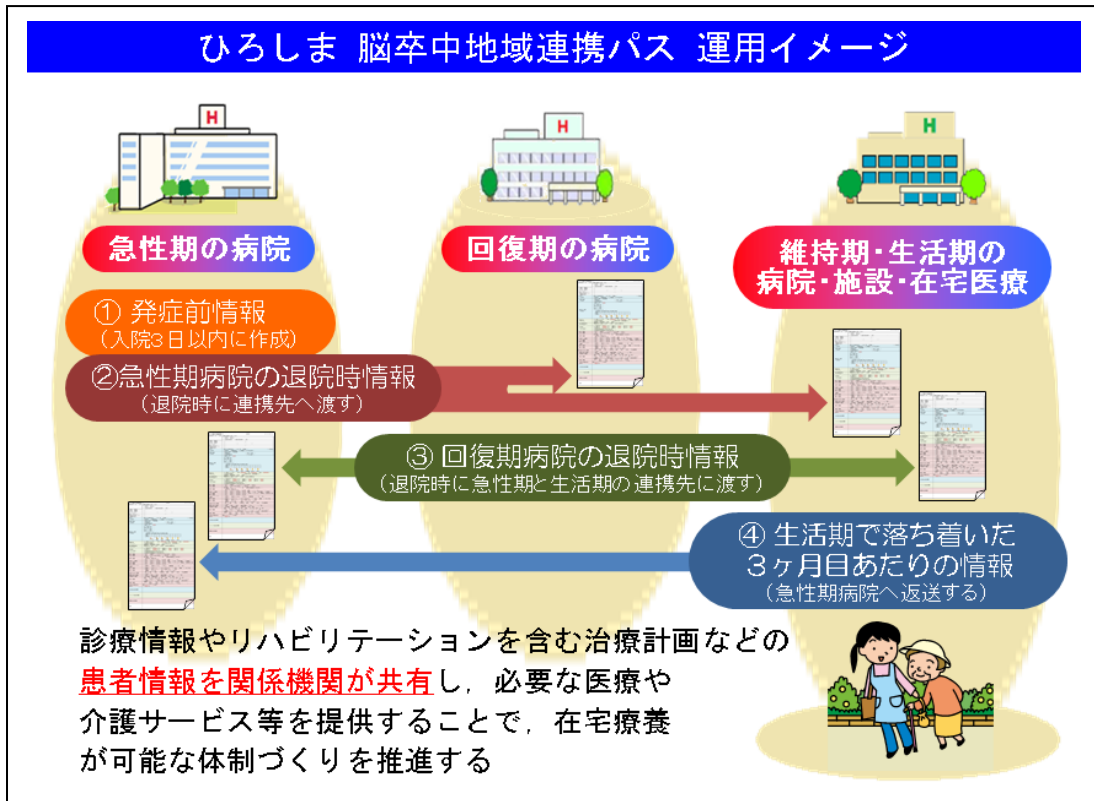 ひろしま 脳卒中地域連携パス 運用イメージ
H
H
H
急性期の病院
回復期の病院
維持期・生活期の
病院・施設・在宅医療
① 発症前情報
(入院3日以内に作成)
②急性期病院の退院時情報
(退院時に連携先へ渡す)
③ 回復期病院の退院時情報
(退院時に急性期と生活期の連携先に渡す)
④ 生活期で落ち着いた
3ヶ月目あたりの情報
(急性期病院へ返送する)
診療情報やリハビリテーションを含む治療計画などの
患者情報を関係機関が共有し，必要な医療や
介護サービス等を提供することで，在宅療養
が可能な体制づくりを推進する